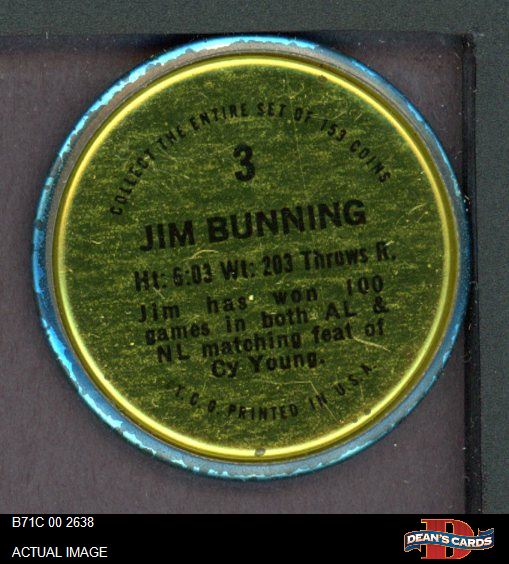 COLLECT THE ENTIRE SET OF 153 COINS
3
JIM BUNNING
Ht: 6:03 Wt: 203 Throws R.
Jim has won 100
games in both AL &
NL matching feat of
Cy Young.
T.C.G. PRINTED IN U.S.A.
B71C 00 2638
ACTUAL IMAGE
D
DEAN'S CARDS